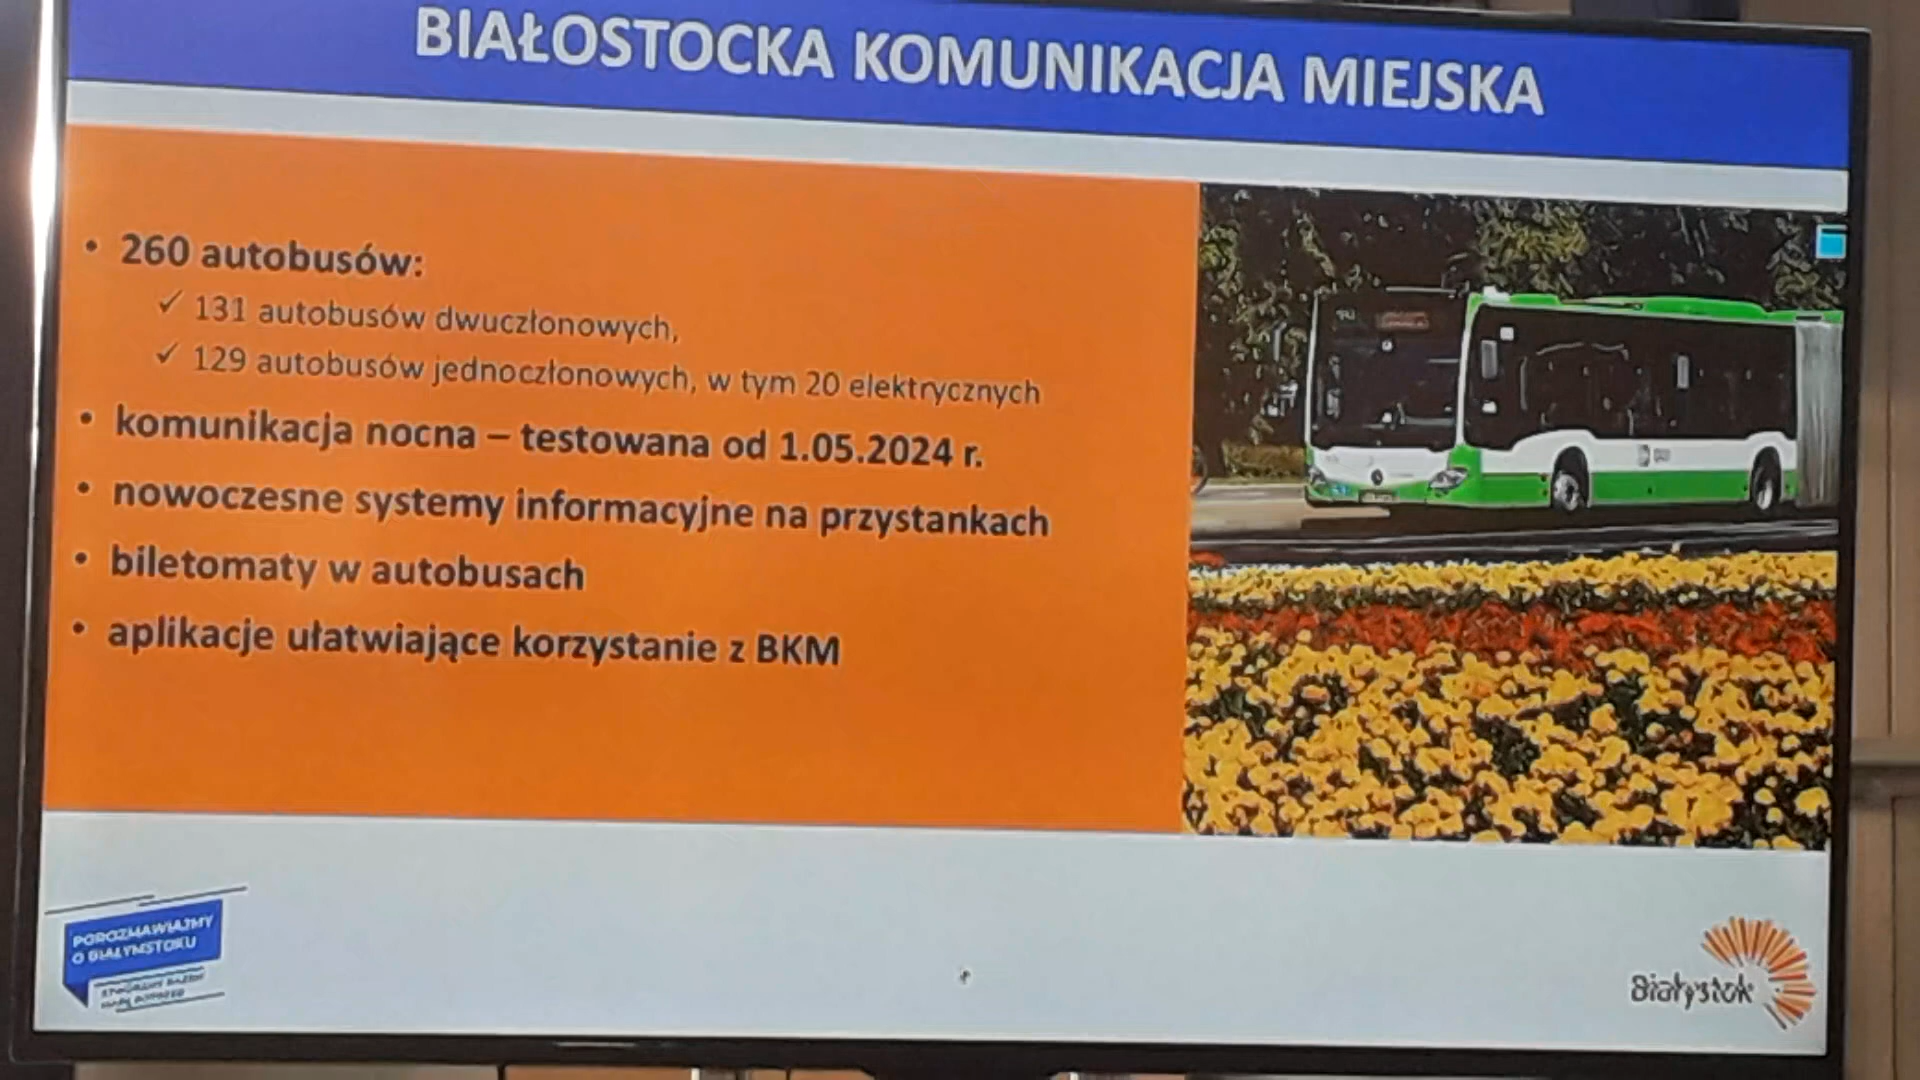 BIAŁOSTOCKA KOMUNIKACJA MIEJSKA
• 260 autobusów:
✓ 131 autobusów dwuczłonowych,
✓ 129 autobusów jednoczłonowych, w tym 20 elektrycznych
• komunikacja nocna – testowana od 1.05.2024 r.
• nowoczesne systemy informacyjne na przystankach
• biletomaty w autobusach
• aplikacje ułatwiające korzystanie z BKM
POROZMAWIAJMY
O BIAŁYMSTOKU
Białystok